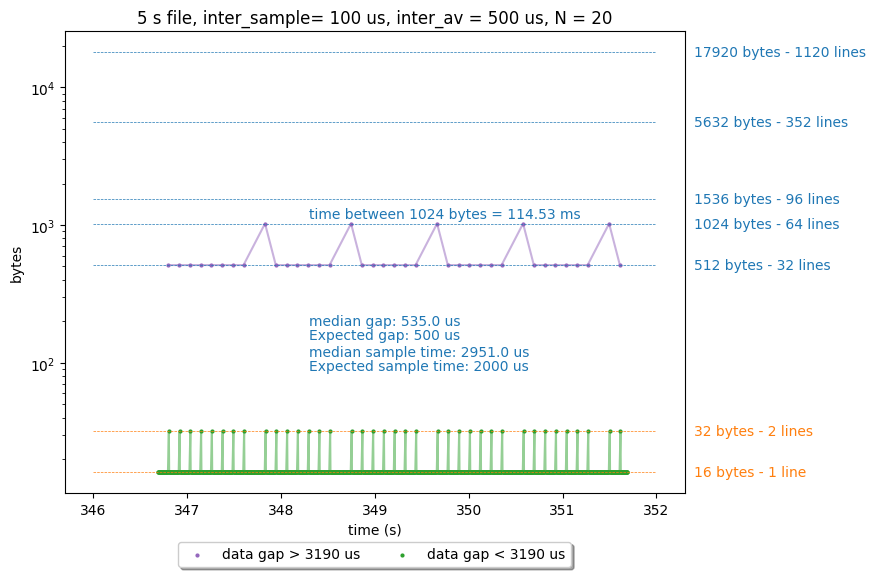 5 s file, inter_sample= 100 us, inter_av = 500 us, N = 20
17920 bytes - 1120 lines
10^4
5632 bytes - 352 lines
1536 bytes - 96 lines
time between 1024 bytes = 114.53 ms
10^3
1024 bytes - 64 lines
bytes
512 bytes - 32 lines
median gap: 535.0 us
Expected gap: 500 us
median sample time: 2951.0 us
10^2
Expected sample time: 2000 us
32 bytes - 2 lines
16 bytes - 1 line
346 347 348 349 350 351 352
time (s)
data gap > 3190 us data gap < 3190 us